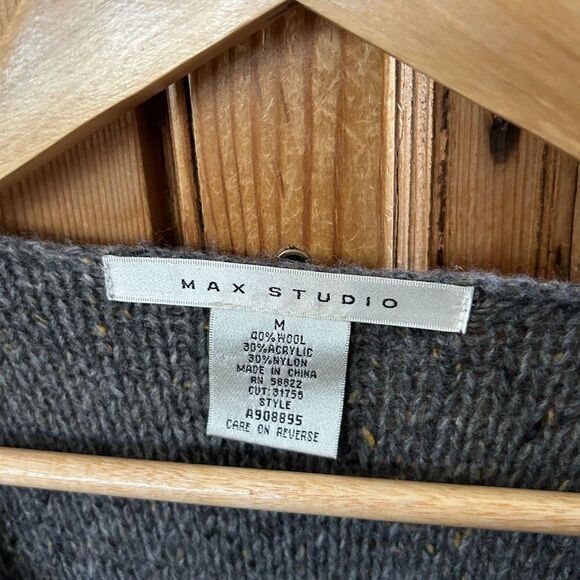 MAX STUDIO
M
40% WOOL
30% ACRYLIC
30% NYLON
MADE IN CHINA
RN 58822
CUT: 31755
STYLE
A908895
CARE ON REVERSE